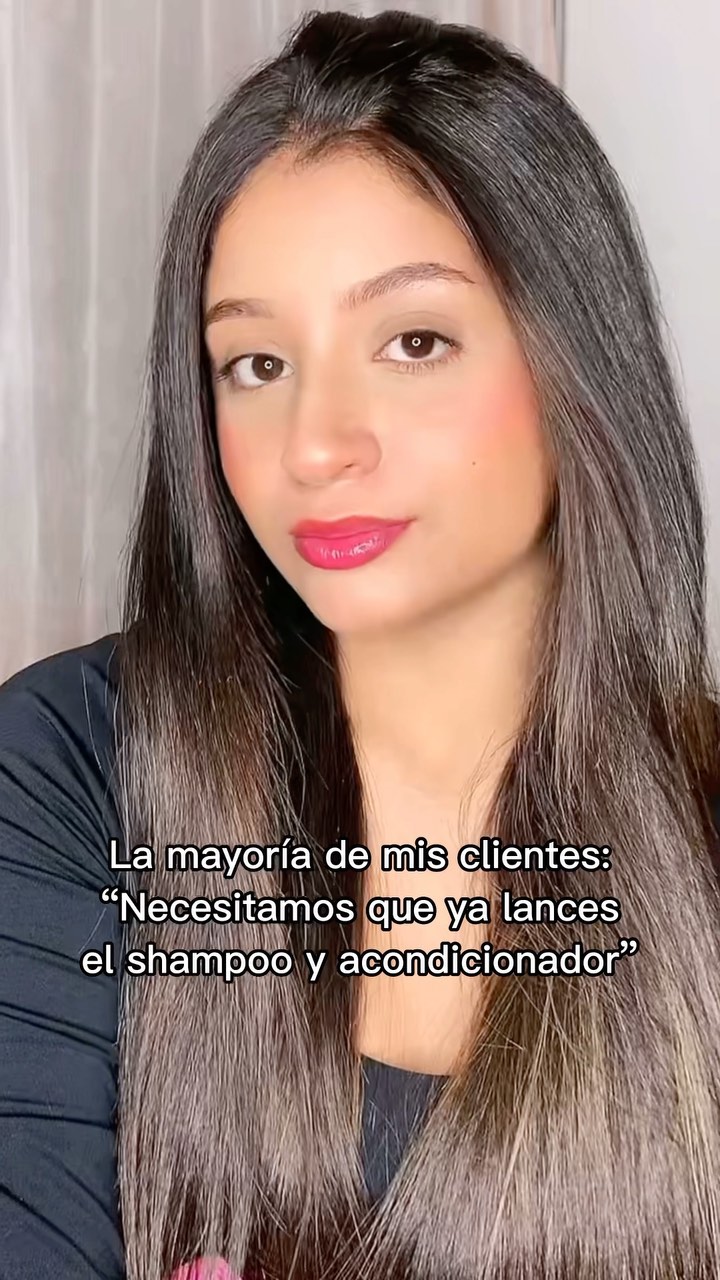 La mayoría de mis clientes:
“Necesitamos que ya lances
el shampoo y acondicionador”